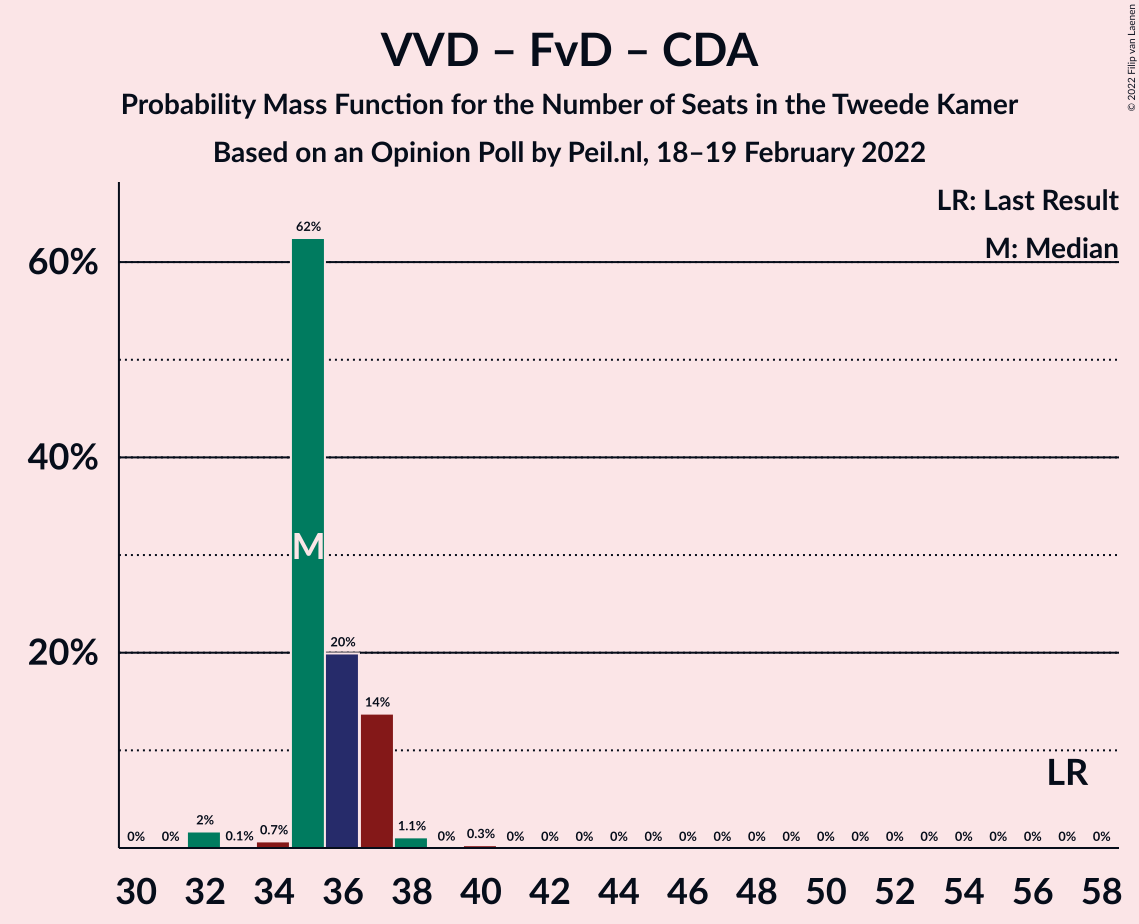 VVD – FvD – CDA
Probability Mass Function for the Number of Seats in the Tweede Kamer
Based on an Opinion Poll by Peil.nl, 18–19 February 2022
© 2022 Filip van Laenen
LR: Last Result
M: Median
60%
40%
20%
0% 0% 2% 0.1% 0.7% 62% 20% 14% 1.1% 0% 0.3% 0% 0% 0% 0% 0% 0% 0% 0% 0% 0% 0% 0% 0% 0% 0% 0% 0% 0%
M
LR
30 32 34 36 38 40 42 44 46 48 50 52 54 56 58